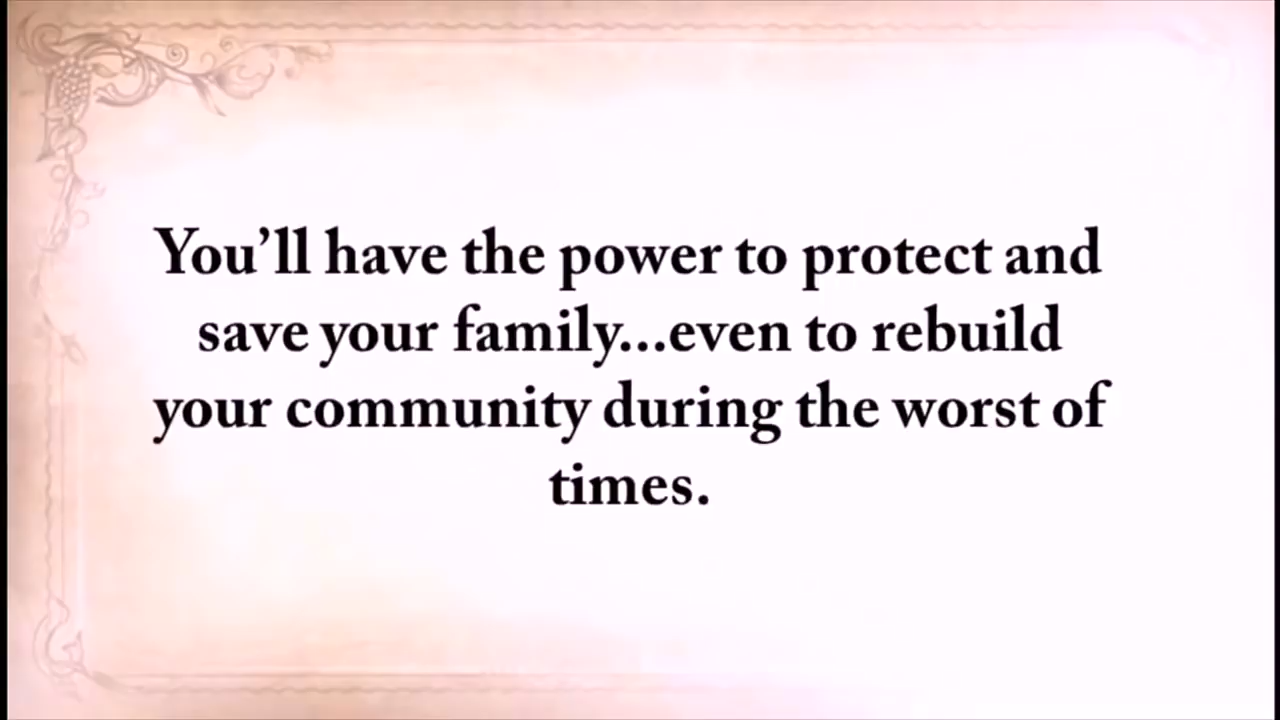 You’ll have the power to protect and
save your family...even to rebuild
your community during the worst of
times.